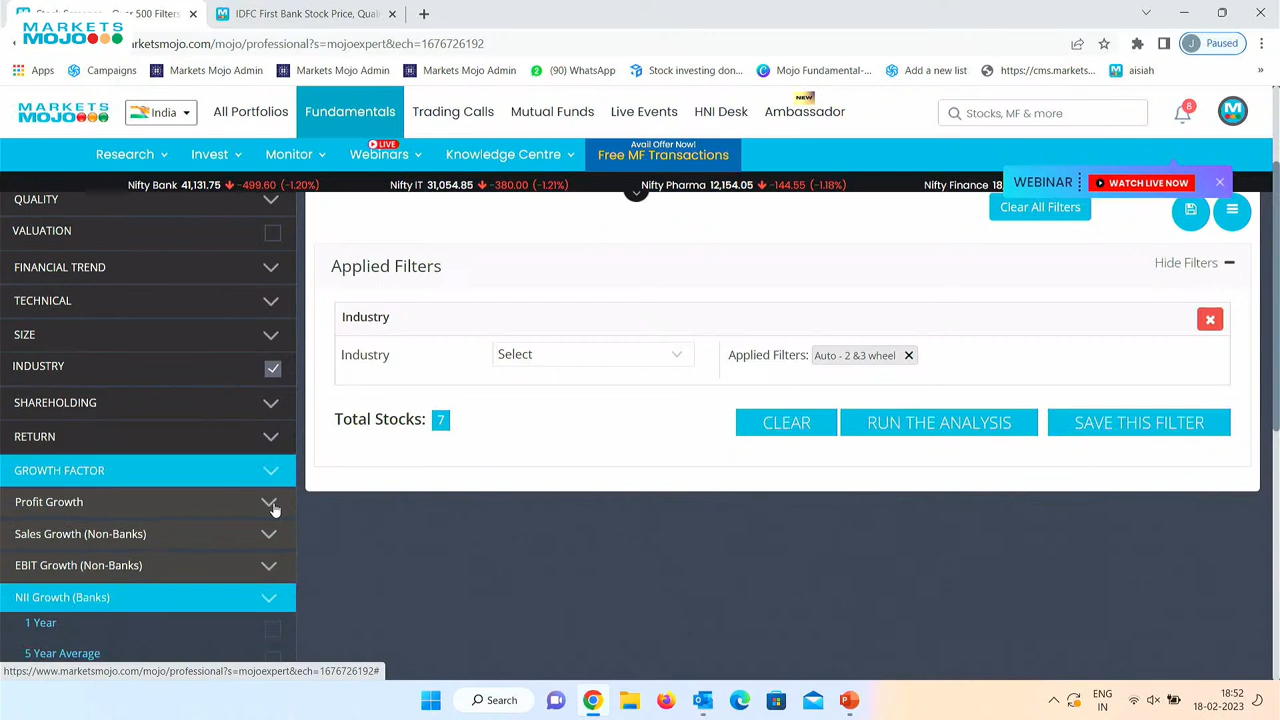 MARKETS
MOJO
Stock Screener - Over 500 Filters
IDFC First Bank Stock Price, Qual
marketsmojo.com/mojo/professional?s=mojoexpert&ech=1676726192
Paused
Apps
Campaigns
Markets Mojo Admin
Markets Mojo Admin
Markets Mojo Admin
(90) WhatsApp
Stock investing don...
Mojo Fundamental-...
Add a new list
https://cms.markets...
aisiah
MARKETS
MOJO
India
All Portfolios
Fundamentals
Trading Calls
Mutual Funds
Live Events
HNI Desk
NEW
Ambassador
Stocks, MF & more
8
Research
Invest
Monitor
LIVE
Webinars
Knowledge Centre
Avail Offer Now!
Free MF Transactions
Nifty Bank 41,131.75 -499.60 (-1.20%)
Nifty IT 31,054.85 -380.00 (-1.21%)
Nifty Pharma 12,154.05 -144.55 (-1.18%)
Nifty Finance 18,
WEBINAR
WATCH LIVE NOW
QUALITY
VALUATION
FINANCIAL TREND
TECHNICAL
SIZE
INDUSTRY
SHAREHOLDING
RETURN
GROWTH FACTOR
Profit Growth
Sales Growth (Non-Banks)
EBIT Growth (Non-Banks)
NII Growth (Banks)
1 Year
5 Year Average
Clear All Filters
Applied Filters
Hide Filters
Industry
Industry
Select
Applied Filters: Auto - 2 &3 wheel
Total Stocks: 7
CLEAR
RUN THE ANALYSIS
SAVE THIS FILTER
https://www.marketsmojo.com/mojo/professional?s=mojoexpert&ech=1676726192#
Search
ENG
IN
18:52
18-02-2023